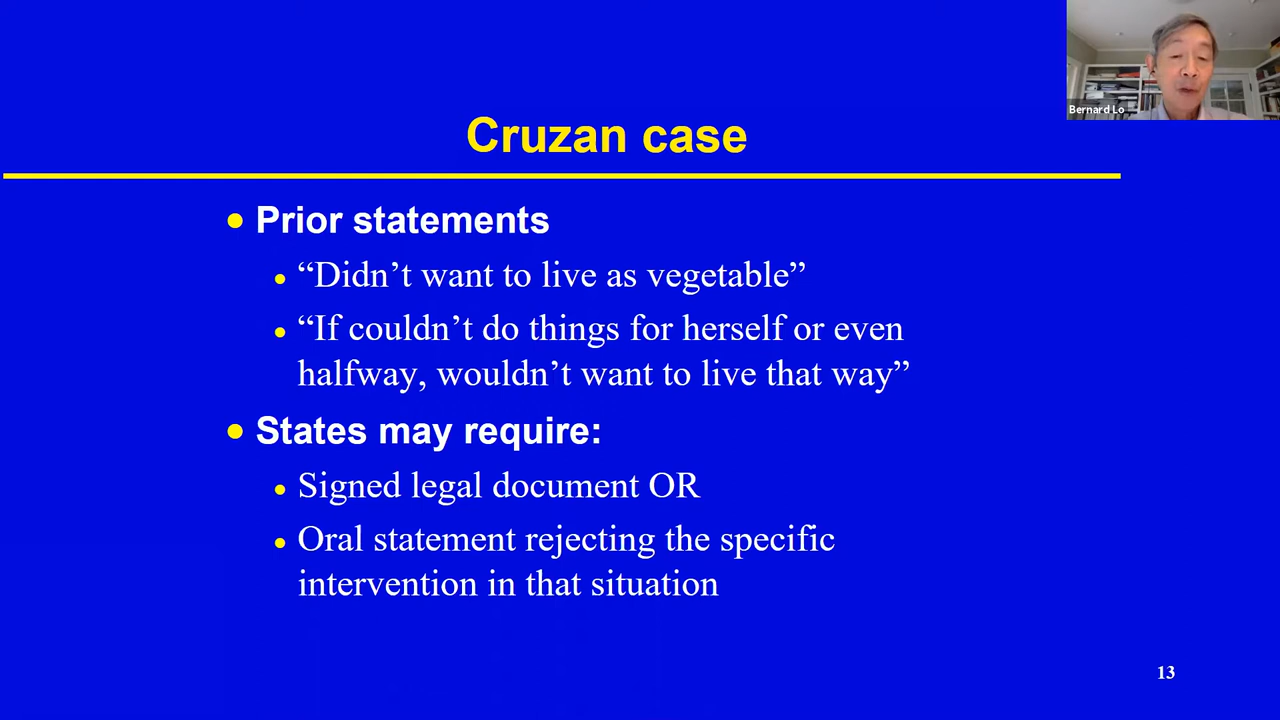 Bernard Lo
Cruzan case
• Prior statements
• “Didn’t want to live as vegetable”
• “If couldn’t do things for herself or even
halfway, wouldn’t want to live that way”
• States may require:
• Signed legal document OR
• Oral statement rejecting the specific
intervention in that situation
13